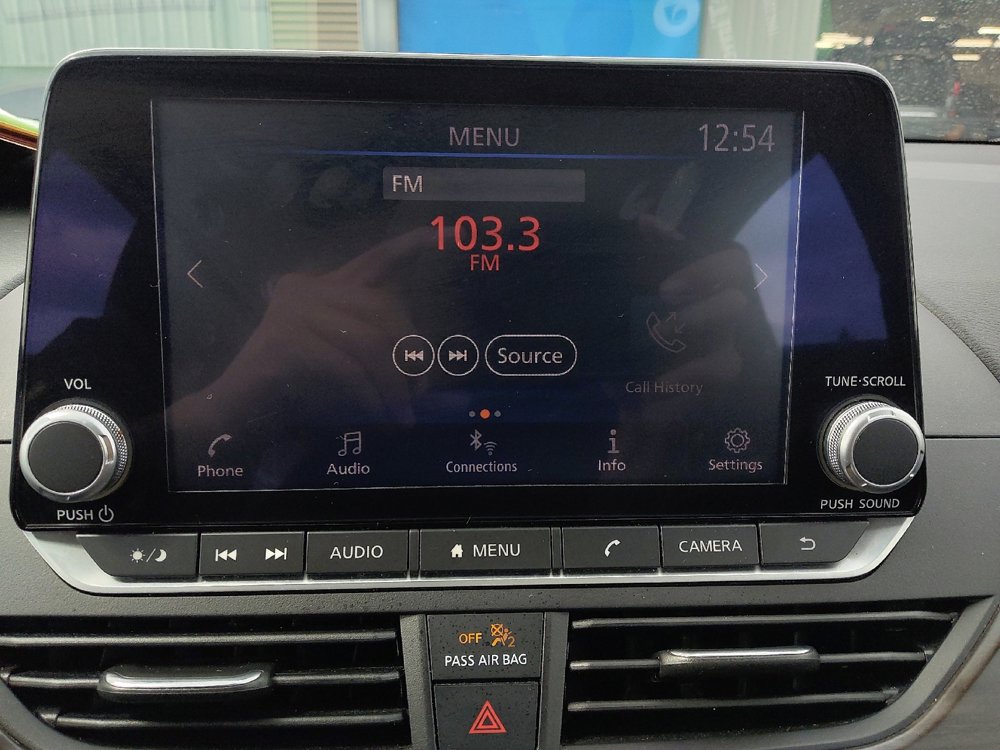 MENU
12:54
FM
103.3
FM
Source
Call History
Phone
Audio
Connections
Info
Settings
VOL
PUSH
TUNE·SCROLL
PUSH SOUND
AUDIO
MENU
CAMERA
OFF
2
PASS AIR BAG